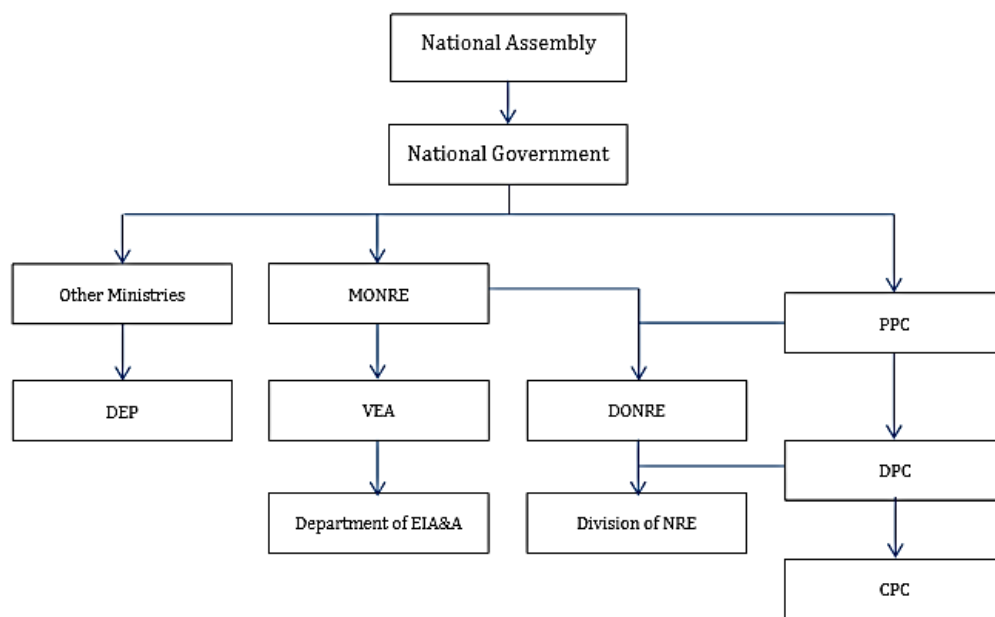 National Assembly
National Government
Other Ministries
MONRE
PPC
DEP
VEA
DONRE
DPC
Department of EIA&A
Division of NRE
CPC